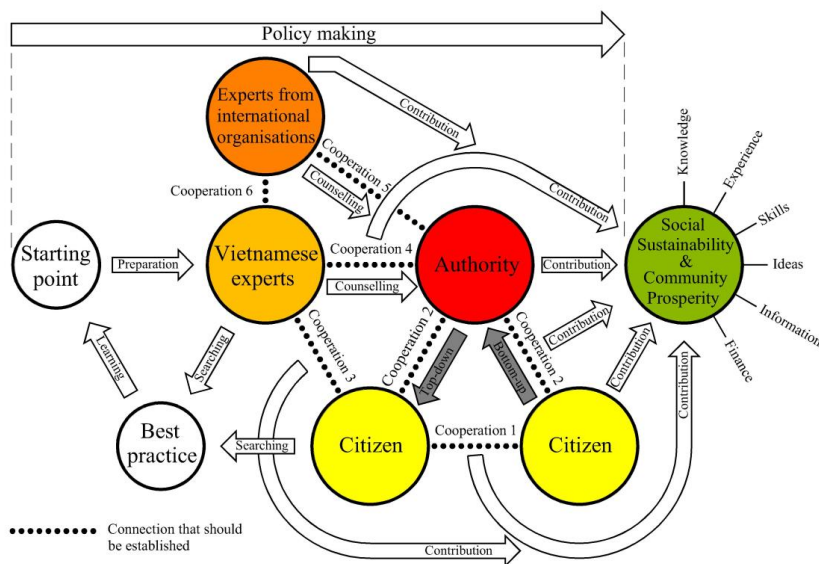 Policy making
Experts from
international
organisations
Contribution
Knowledge
Experience
Skills
Ideas
Information
Finance
Cooperation 5
Counselling
Contribution
Cooperation 6
Starting
point
Preparation
Vietnamese
experts
Cooperation 4
Counselling
Authority
Contribution
Social
Sustainability
&
Community
Prosperity
Learning
Searching
Cooperation 3
Cooperation 2
Top-down
Bottom-up
Cooperation 2
Contribution
Contribution
Contribution
Best
practice
Searching
Citizen
Cooperation 1
Citizen
Connection that should
be established
Contribution